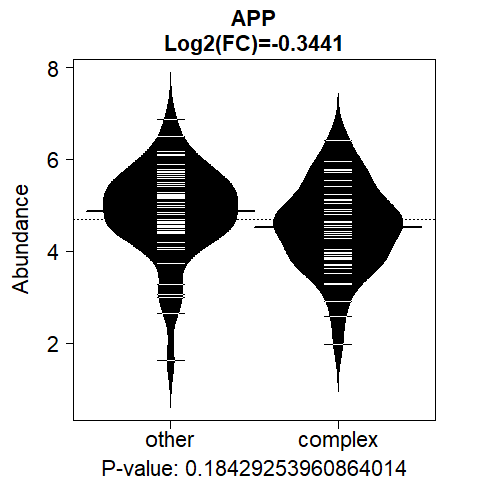 APP
Log2(FC)=-0.3441
Abundance
8
6
4
2
other complex
P-value: 0.18429253960864014